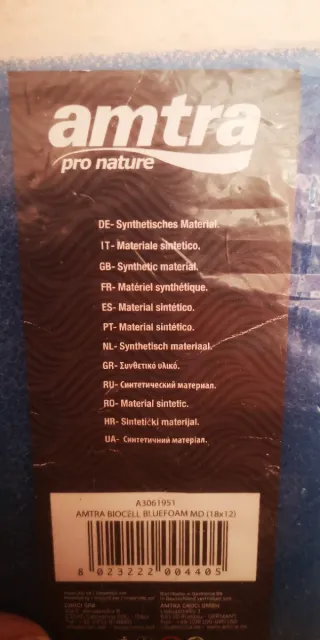 amtra
pro nature
DE- Synthetisches Material.
IT- Materiale sintetico.
GB- Synthetic material.
FR- Matériel synthétique.
ES- Material sintético.
PT- Material sintético.
NL- Synthetisch materiaal.
GR- Συνθετικό υλικό.
RU- Синтетический материал.
RO- Material sintetic.
HR- Sintetički materijal.
UA- Синтетичний матеріал.
A3061951
AMTRA BIOCELL BLUEFOAM MD (18x12)
8 023222 004405